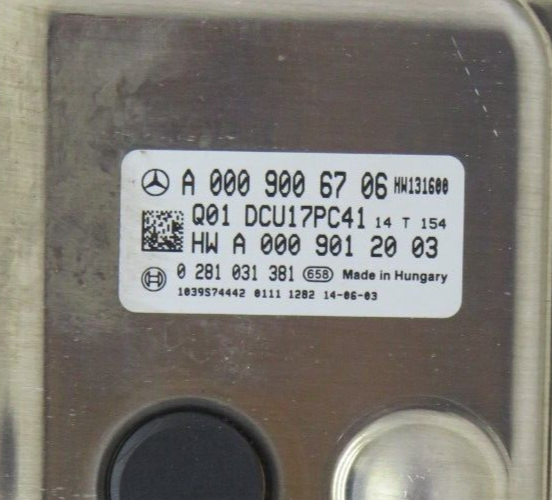 A 000 900 67 06 HW131600
Q01 DCU17PC41 14 T 154
HW A 000 901 20 03
0 281 031 381 658 Made in Hungary
1039S74442 0111 1282 14-06-03